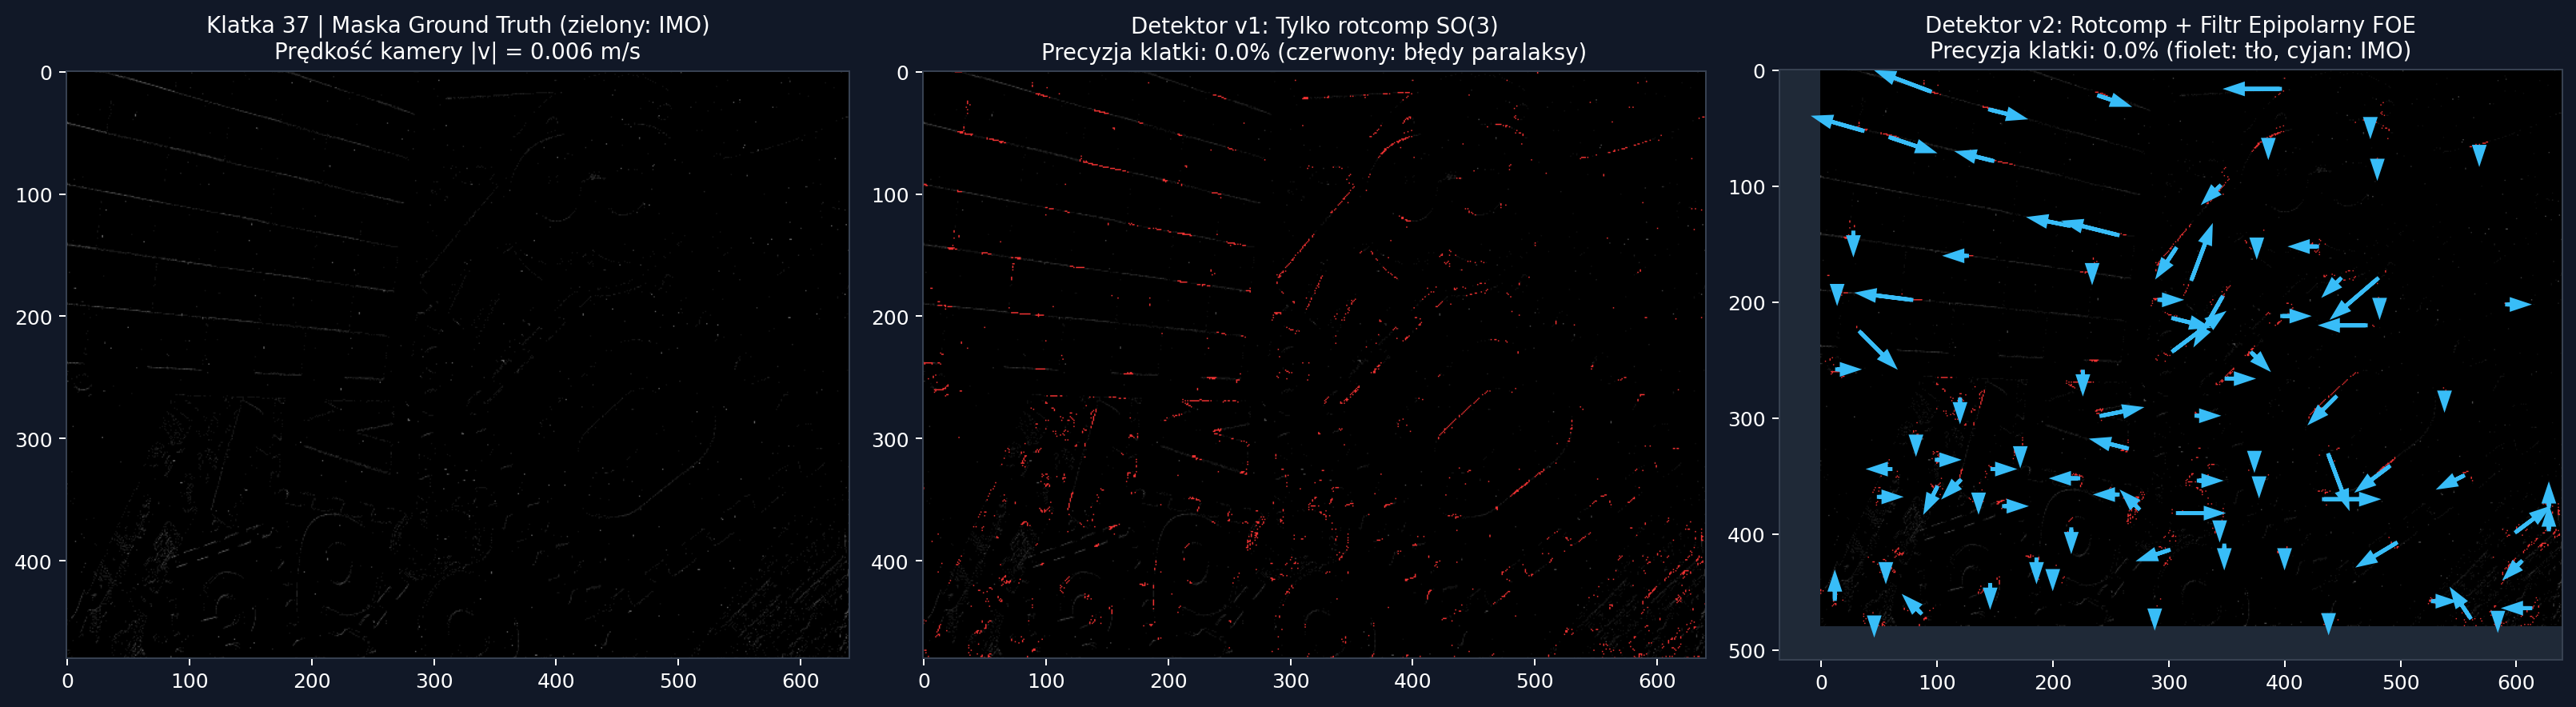 Klatka 37 | Maska Ground Truth (zielony: IMO)
Prędkość kamery |v| = 0.006 m/s
0
100
200
300
400
0 100 200 300 400 500 600
Detektor v1: Tylko rotcomp SO(3)
Precyzja klatki: 0.0% (czerwony: błędy paralaksy)
0
100
200
300
400
0 100 200 300 400 500 600
Detektor v2: Rotcomp + Filtr Epipolarny FOE
Precyzja klatki: 0.0% (fiolet: tło, cyjan: IMO)
0
100
200
300
400
500
0 100 200 300 400 500 600